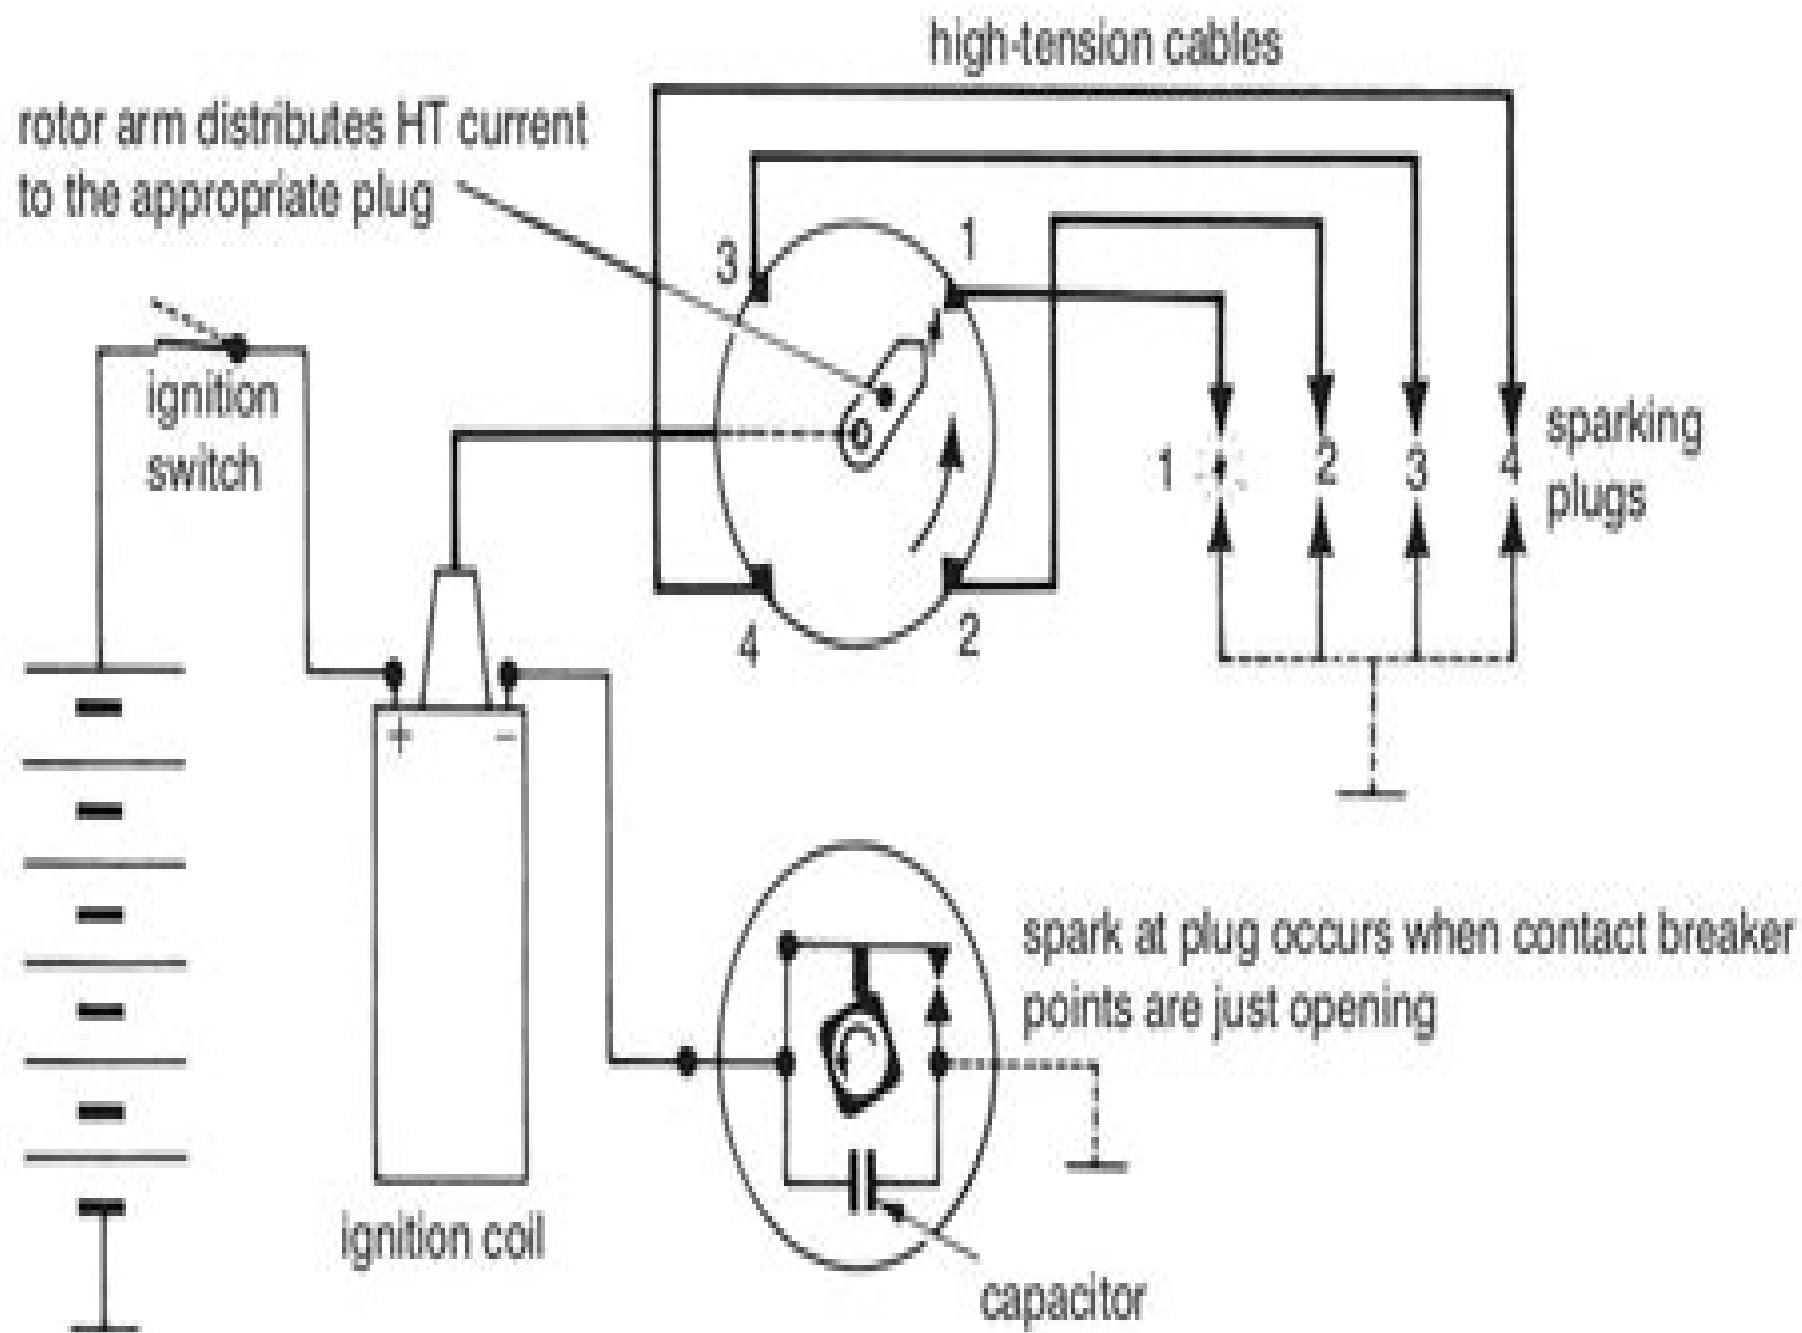 high-tension cables
rotor arm distributes HT current
to the appropriate plug
3
1
ignition
switch
1
2
3
4
sparking
plugs
4
2
+
–
spark at plug occurs when contact breaker
points are just opening
ignition coil
capacitor